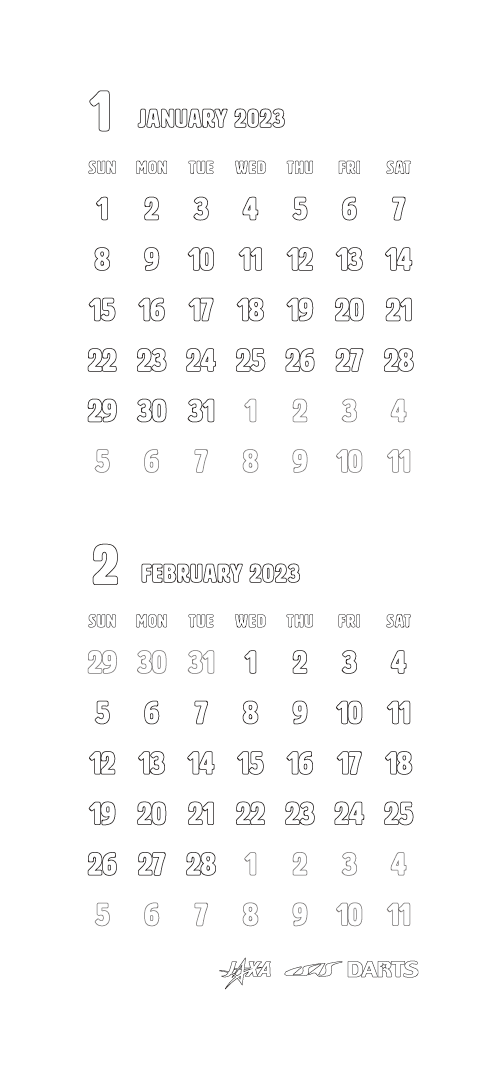 1 JANUARY 2023
SUN MON TUE WED THU FRI SAT
1 2 3 4 5 6 7
8 9 10 11 12 13 14
15 16 17 18 19 20 21
22 23 24 25 26 27 28
29 30 31 1 2 3 4
5 6 7 8 9 10 11
2 FEBRUARY 2023
SUN MON TUE WED THU FRI SAT
29 30 31 1 2 3 4
5 6 7 8 9 10 11
12 13 14 15 16 17 18
19 20 21 22 23 24 25
26 27 28 1 2 3 4
5 6 7 8 9 10 11
JAXA DARTS